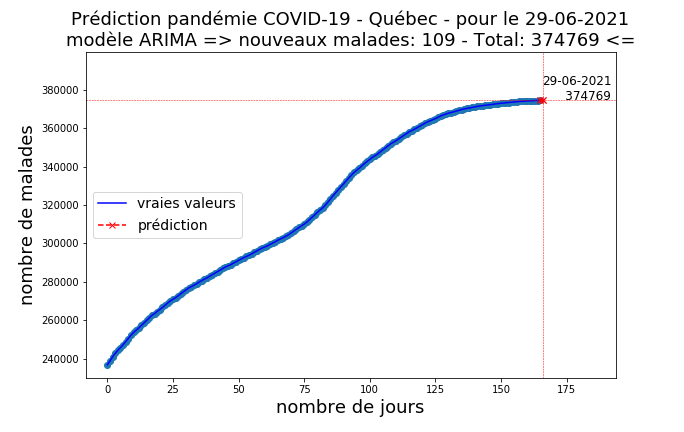 Prédiction pandémie COVID-19 - Québec - pour le 29-06-2021
modèle ARIMA => nouveaux malades: 109 - Total: 374769 <=
29-06-2021
374769
vraies valeurs
prédiction
nombre de malades
380000
360000
340000
320000
300000
280000
260000
240000
0 25 50 75 100 125 150 175
nombre de jours